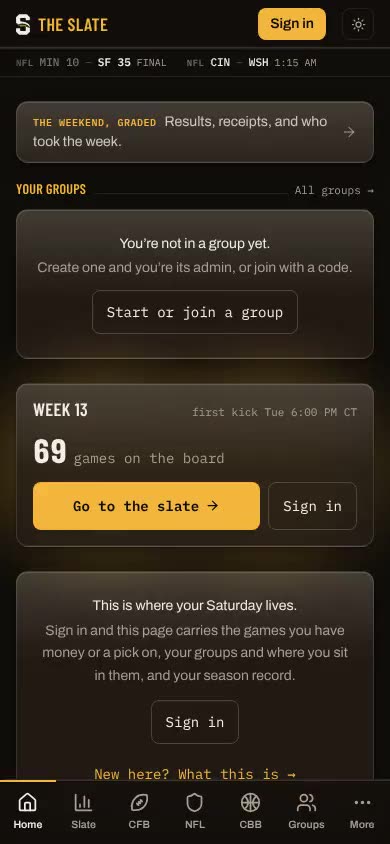 THE SLATE
Sign in
NFL MIN 10 – SF 35 FINAL NFL CIN – WSH 1:15 AM
THE WEEKEND, GRADED Results, receipts, and who
took the week. →
YOUR GROUPS
All groups →
You're not in a group yet.
Create one and you're its admin, or join with a code.
Start or join a group
WEEK 13
first kick Tue 6:00 PM CT
69 games on the board
Go to the slate →
Sign in
This is where your Saturday lives.
Sign in and this page carries the games you have
money or a pick on, your groups and where you sit
in them, and your season record.
Sign in
New here? What this is →
Home
Slate
CFB
NFL
CBB
Groups
More